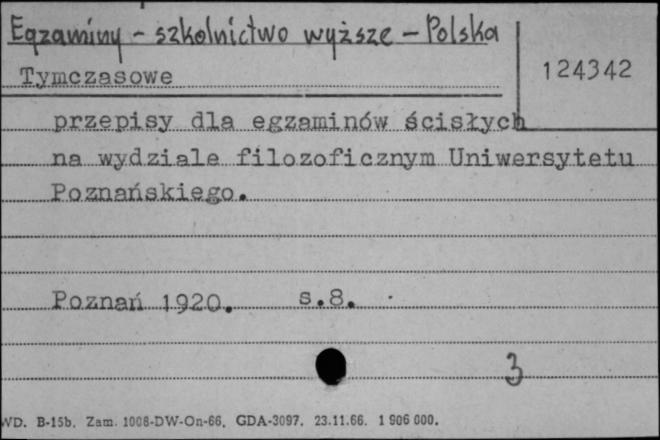 Egzaminy - szkolnictwo wyższe - Polska
Tymczasowe
124342
przepisy dla egzaminów ścisłych
na wydziale filozoficznym Uniwersytetu
Poznańskiego.
Poznań 1920. s.8.
3
WD. B-15b. Zam. 1008-DW-On-66. GDA-3097. 23.11.66. 1 906 000.